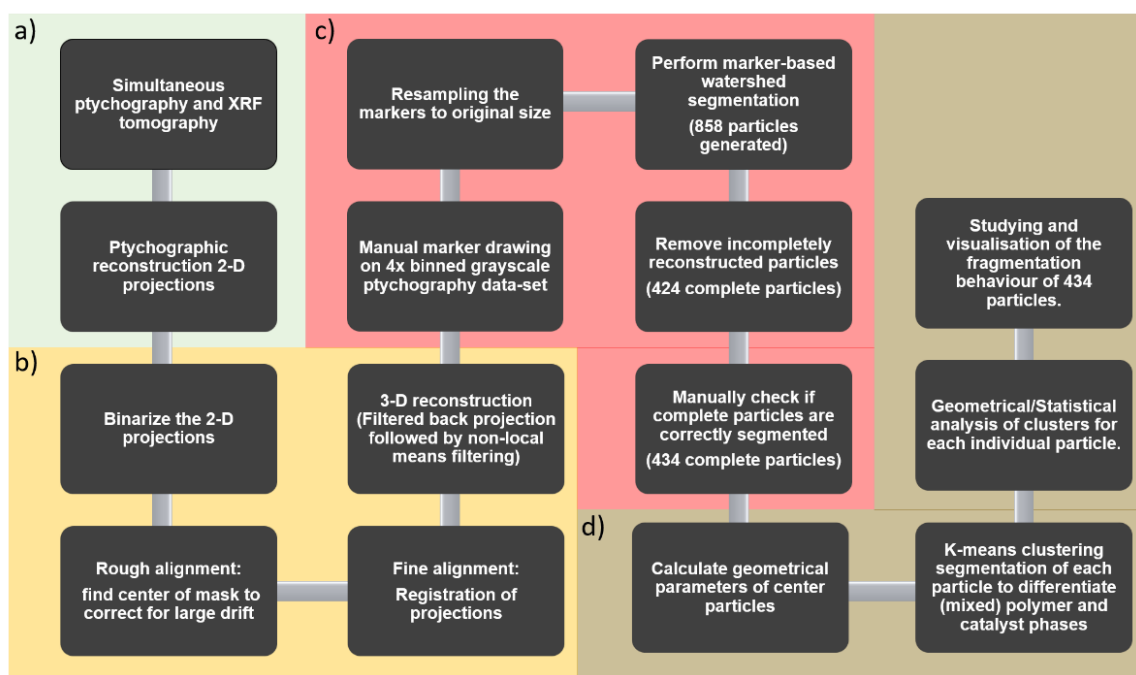 a)
Simultaneous
ptychography and XRF
tomography
Ptychographic
reconstruction 2-D
projections
b)
Binarize the 2-D
projections
Rough alignment:
find center of mask to
correct for large drift
Fine alignment:
Registration of
projections
3-D reconstruction
(Filtered back projection
followed by non-local
means filtering)
c)
Manual marker drawing
on 4x binned grayscale
ptychography data-set
Resampling the
markers to original size
Perform marker-based
watershed
segmentation
(858 particles
generated)
Remove incompletely
reconstructed particles
(424 complete particles)
Manually check if
complete particles are
correctly segmented
(434 complete particles)
d)
Calculate geometrical
parameters of center
particles
K-means clustering
segmentation of each
particle to differentiate
(mixed) polymer and
catalyst phases
Geometrical/Statistical
analysis of clusters for
each individual particle.
Studying and
visualisation of the
fragmentation
behaviour of 434
particles.